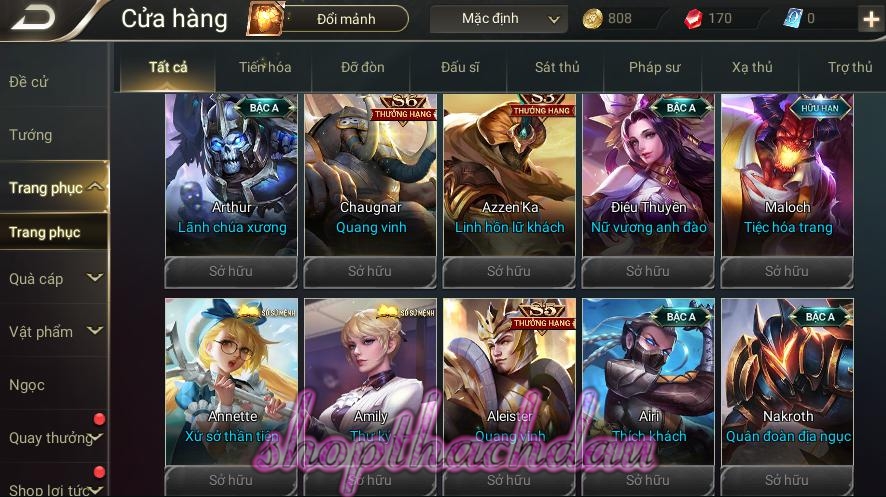 Cửa hàng
Đổi mảnh
Mặc định
808
170
0
Đề cử
Tướng
Trang phục
Trang phục
Quà cáp
Vật phẩm
Ngọc
Quay thưởng
Shop lợi tức
Tất cả
Tiến hóa
Đỡ đòn
Đấu sĩ
Sát thủ
Pháp sư
Xạ thủ
Trợ thủ
BẬC A
Arthur
Lãnh chúa xương
Sở hữu
S6
THƯỞNG HẠNG
Chaugnar
Quang vinh
Sở hữu
S3
THƯỞNG HẠNG
Azzen'Ka
Linh hồn lữ khách
Sở hữu
BẬC A
Điêu Thuyền
Nữ vương anh đào
Sở hữu
HỮU HẠN
Maloch
Tiệc hóa trang
Sở hữu
SỔ SỨ MỆNH
Annette
Xứ sở thần tiên
Sở hữu
SỔ SỨ MỆNH
Amily
Thư ký
Sở hữu
S5
THƯỞNG HẠNG
Aleister
Quang vinh
Sở hữu
BẬC A
Airi
Thích khách
Sở hữu
BẬC A
Nakroth
Quân đoàn địa ngục
Sở hữu
shopthachdau